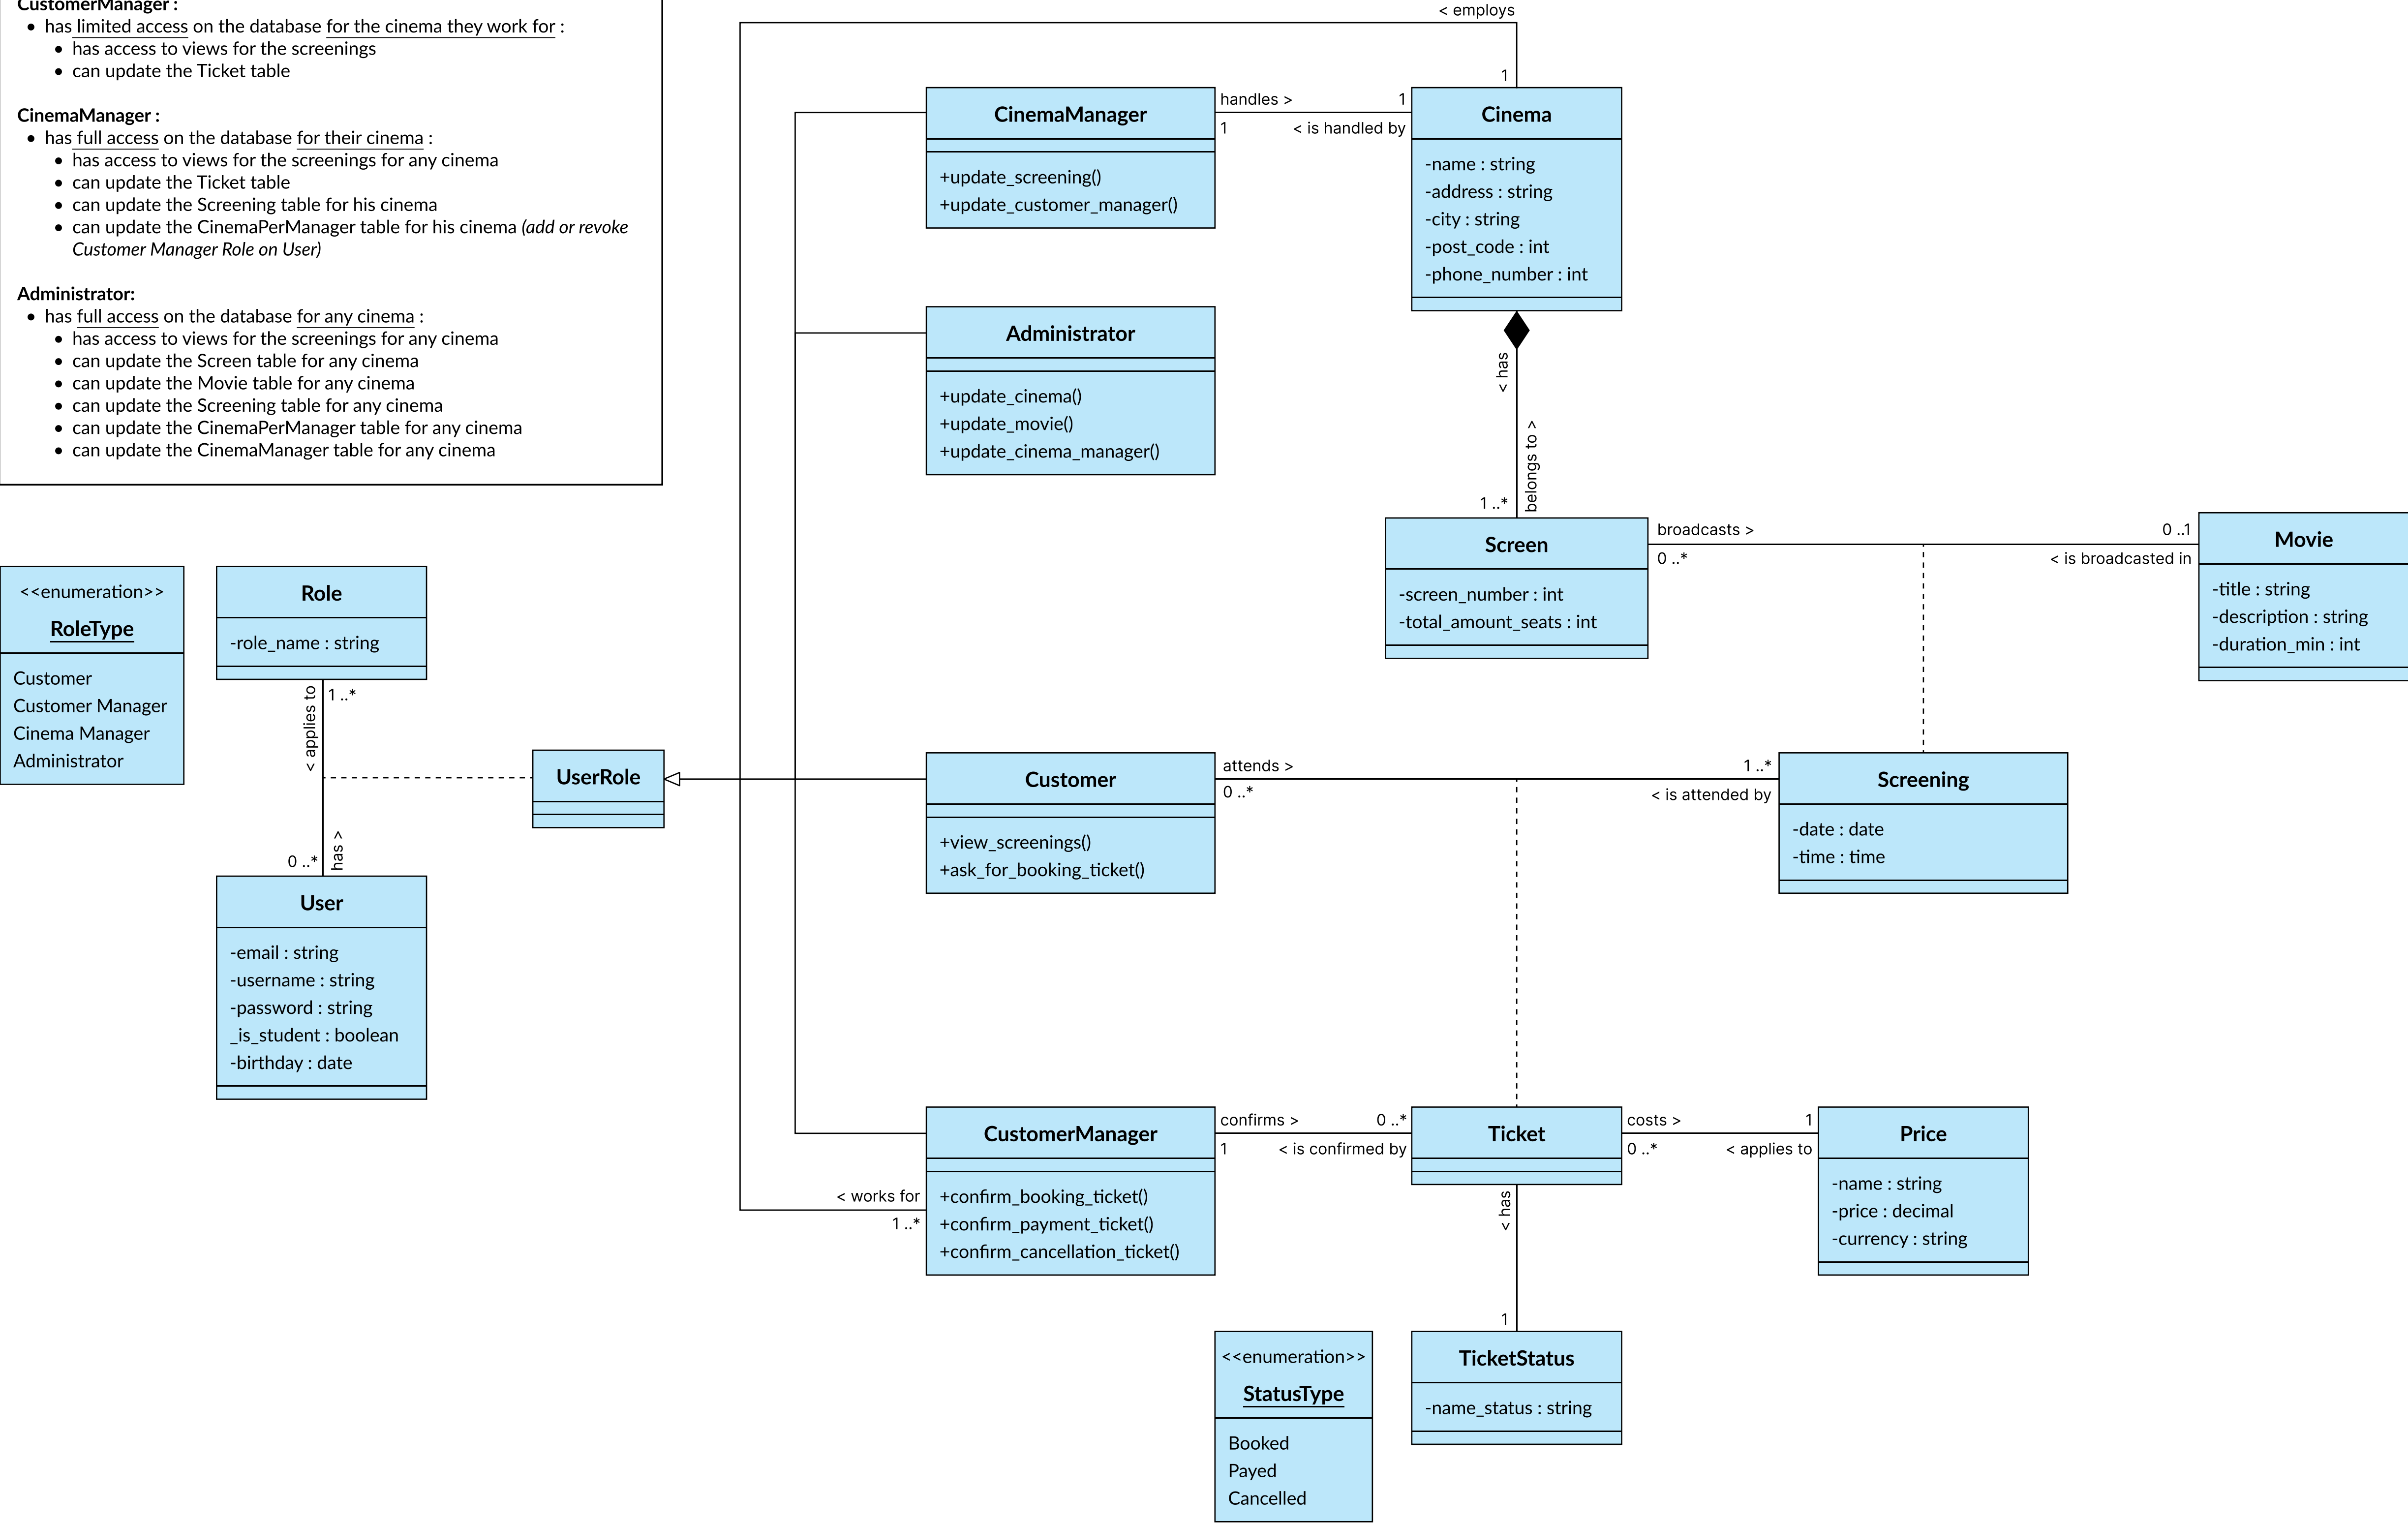 CustomerManager :
• has limited access on the database for the cinema they work for :
• has access to views for the screenings
• can update the Ticket table
CinemaManager :
• has full access on the database for their cinema :
• has access to views for the screenings for any cinema
• can update the Ticket table
• can update the Screening table for his cinema
• can update the CinemaPerManager table for his cinema (add or revoke
Customer Manager Role on User)
Administrator:
• has full access on the database for any cinema :
• has access to views for the screenings for any cinema
• can update the Screen table for any cinema
• can update the Movie table for any cinema
• can update the Screening table for any cinema
• can update the CinemaPerManager table for any cinema
• can update the CinemaManager table for any cinema
< employs
1
CinemaManager
+update_screening()
+update_customer_manager()
handles >
1
1
< is handled by
Cinema
-name : string
-address : string
-city : string
-post_code : int
-phone_number : int
Administrator
+update_cinema()
+update_movie()
+update_cinema_manager()
< has
belongs to >
1 ..*
Screen
-screen_number : int
-total_amount_seats : int
broadcasts >
0 ..*
0 ..1
< is broadcasted in
Movie
-title : string
-description : string
-duration_min : int
<<enumeration>>
RoleType
Customer
Customer Manager
Cinema Manager
Administrator
Role
-role_name : string
< applies to
1 ..*
has >
0 ..*
UserRole
User
-email : string
-username : string
-password : string
_is_student : boolean
-birthday : date
Customer
+view_screenings()
+ask_for_booking_ticket()
attends >
0 ..*
1 ..*
< is attended by
Screening
-date : date
-time : time
CustomerManager
+confirm_booking_ticket()
+confirm_payment_ticket()
+confirm_cancellation_ticket()
< works for
1 ..*
confirms >
1
0 ..*
< is confirmed by
Ticket
costs >
0 ..*
1
< applies to
Price
-name : string
-price : decimal
-currency : string
< has
1
<<enumeration>>
StatusType
Booked
Payed
Cancelled
TicketStatus
-name_status : string